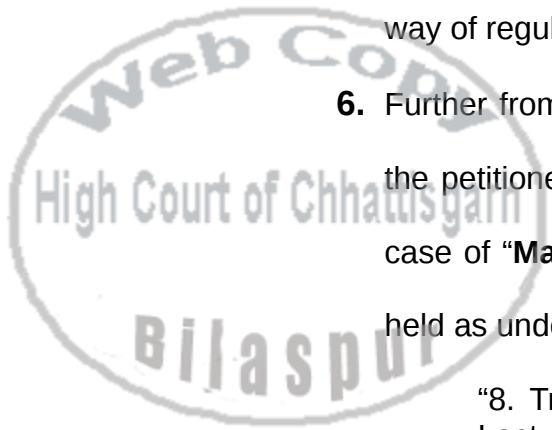 way of regul
Web Copy
6. Further from
High Court of Chhattisgarh
the petitione
case of “Ma
held as unde
Bilaspur
“8. Tr